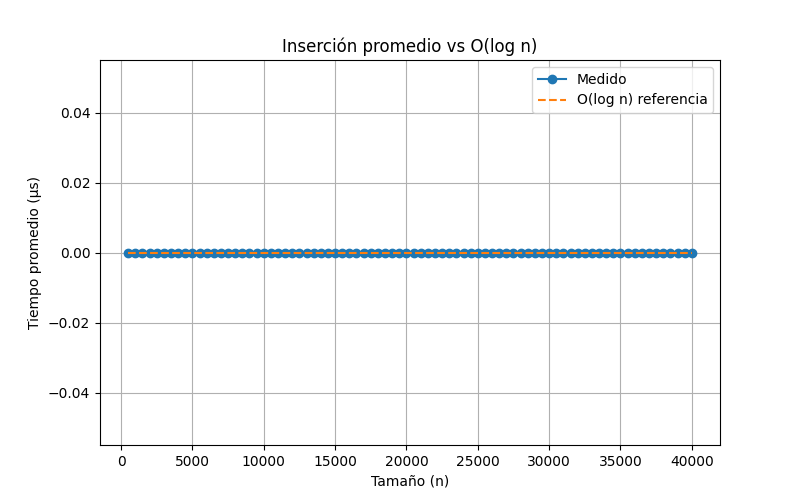 Inserción promedio vs O(log n)
Medido
O(log n) referencia
Tiempo promedio (µs)
0.04
0.02
0.00
−0.02
−0.04
0 5000 10000 15000 20000 25000 30000 35000 40000
Tamaño (n)